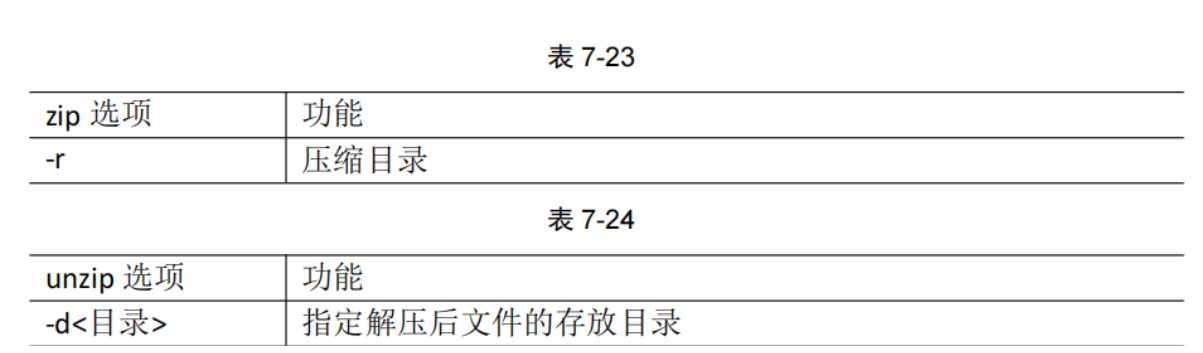 表 7-23
zip 选项 功能
-r 压缩目录
表 7-24
unzip 选项 功能
-d<目录> 指定解压后文件的存放目录